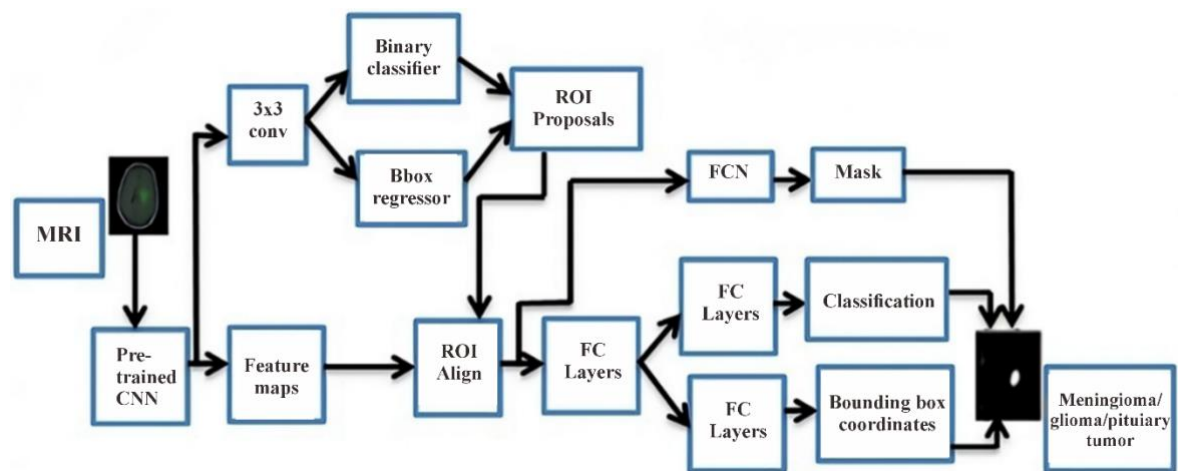 Binary
classifier
3x3
conv
ROI
Proposals
Bbox
regressor
FCN
Mask
MRI
FC
Layers
Classification
Pre-
trained
CNN
Feature
maps
ROI
Align
FC
Layers
FC
Layers
Bounding box
coordinates
Meningioma/
glioma/pituiary
tumor